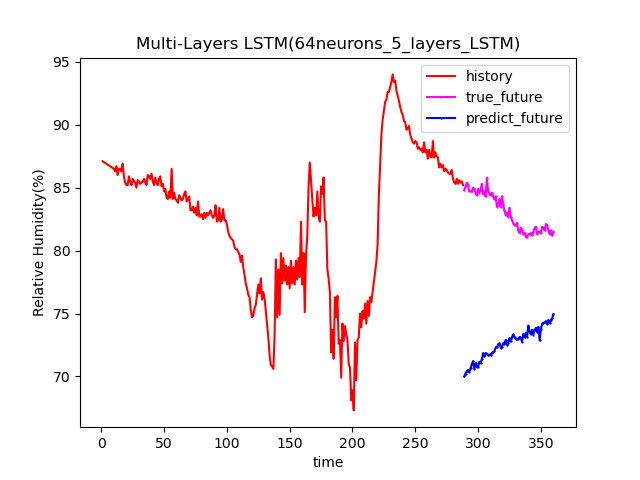 Multi-Layers LSTM(64neurons_5_layers_LSTM)
history
true_future
predict_future
Relative Humidity(%)
95
90
85
80
75
70
0 50 100 150 200 250 300 350
time